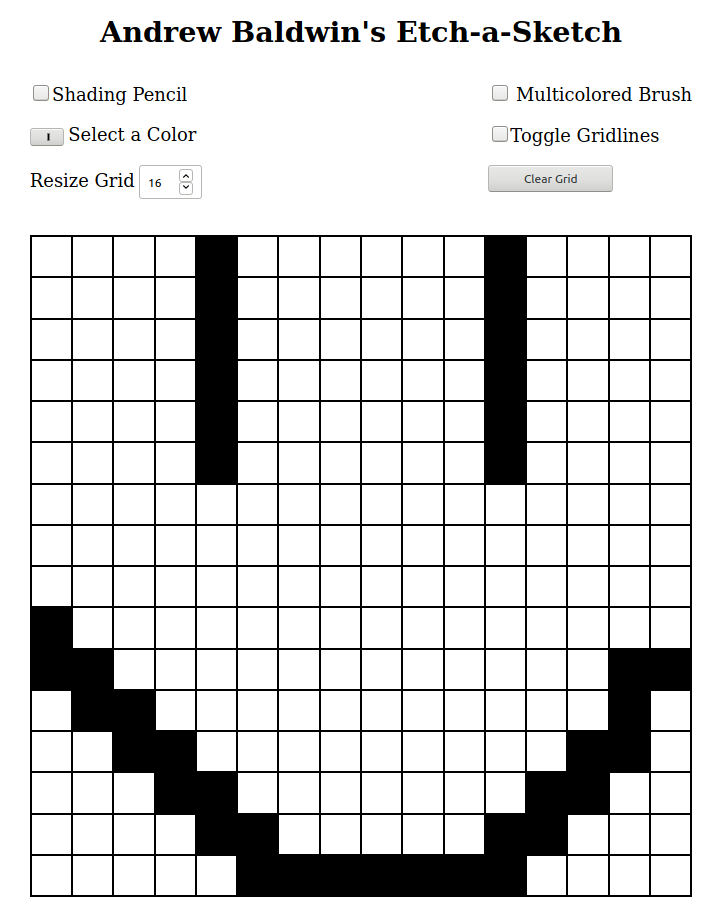 Andrew Baldwin's Etch-a-Sketch
Shading Pencil
Multicolored Brush
Select a Color
Toggle Gridlines
Resize Grid 16
Clear Grid